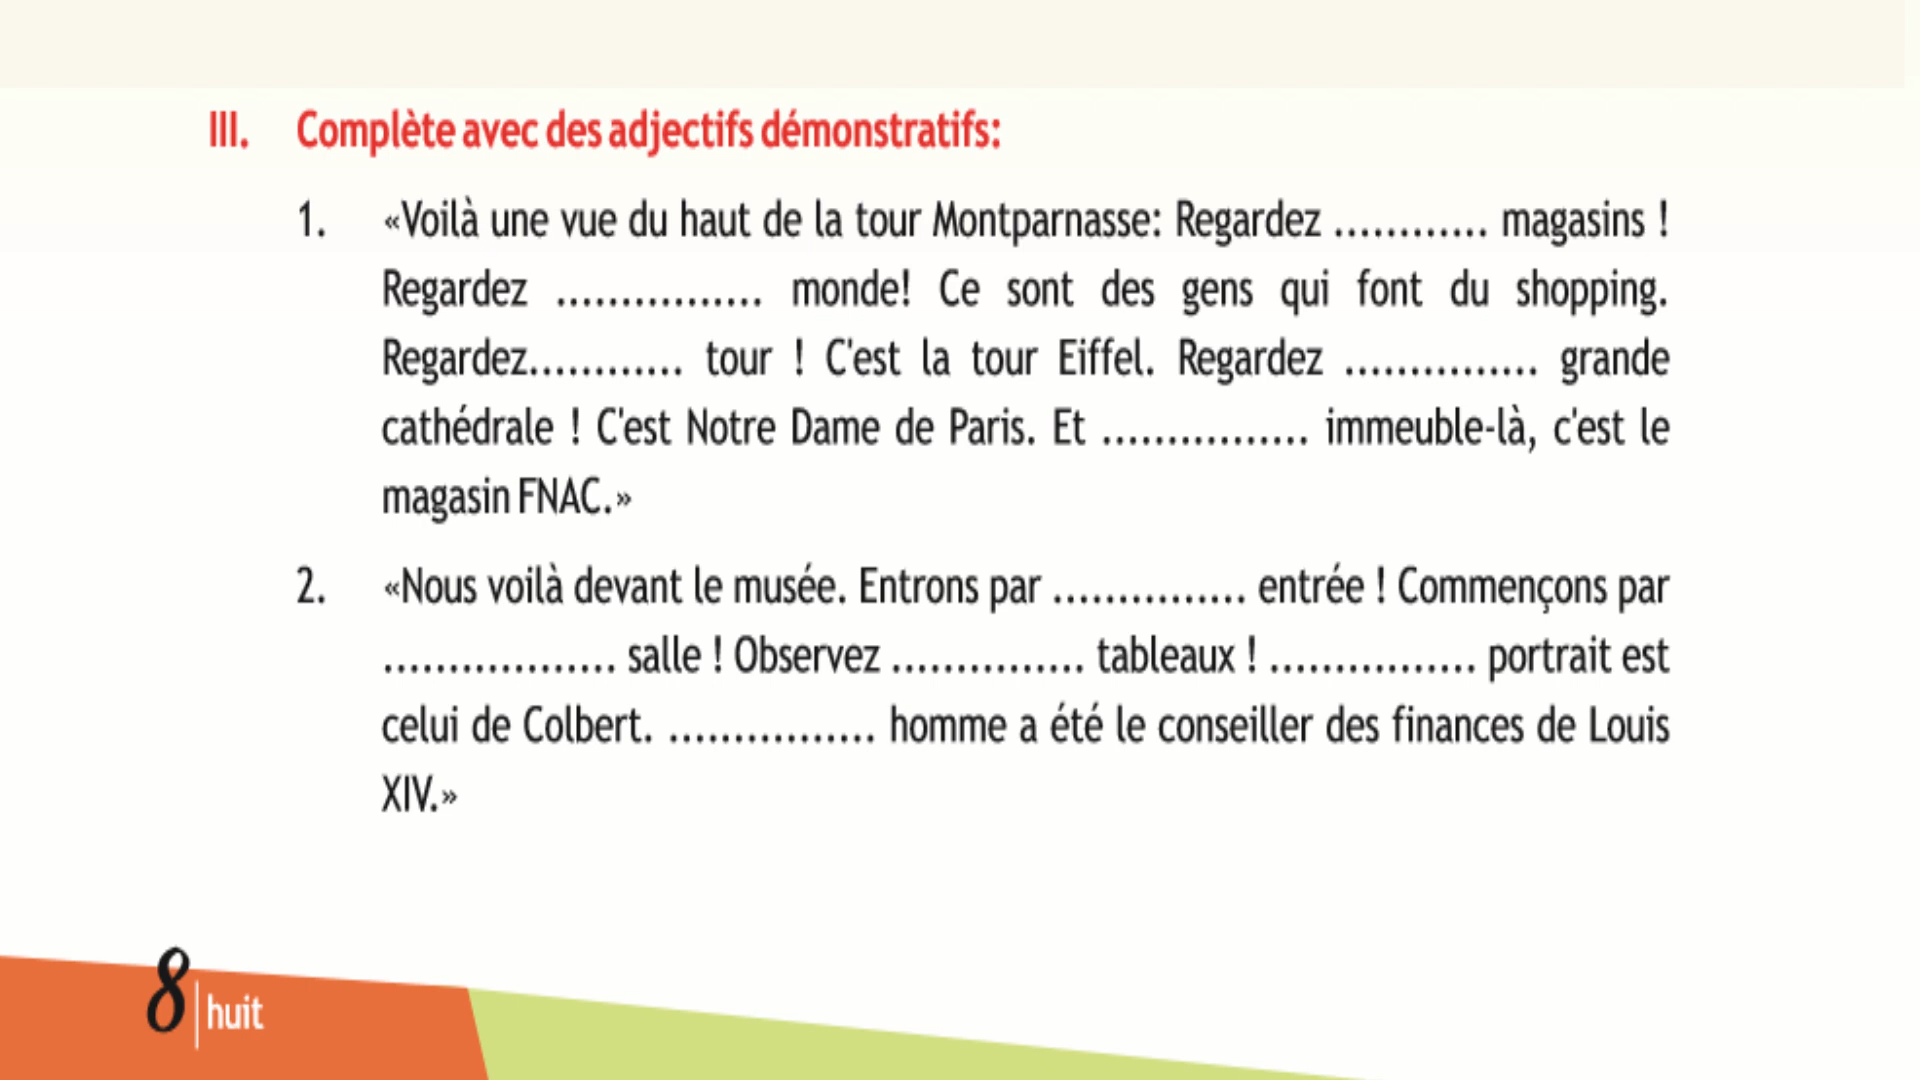 III. Complète avec des adjectifs démonstratifs:
1. «Voilà une vue du haut de la tour Montparnasse: Regardez ............ magasins !
Regardez ................ monde! Ce sont des gens qui font du shopping.
Regardez............ tour ! C'est la tour Eiffel. Regardez ............... grande
cathédrale ! C'est Notre Dame de Paris. Et ................ immeuble-là, c'est le
magasin FNAC.»
2. «Nous voilà devant le musée. Entrons par ............... entrée ! Commençons par
.................. salle ! Observez ............... tableaux ! ................ portrait est
celui de Colbert. ................ homme a été le conseiller des finances de Louis
XIV.»
8 huit